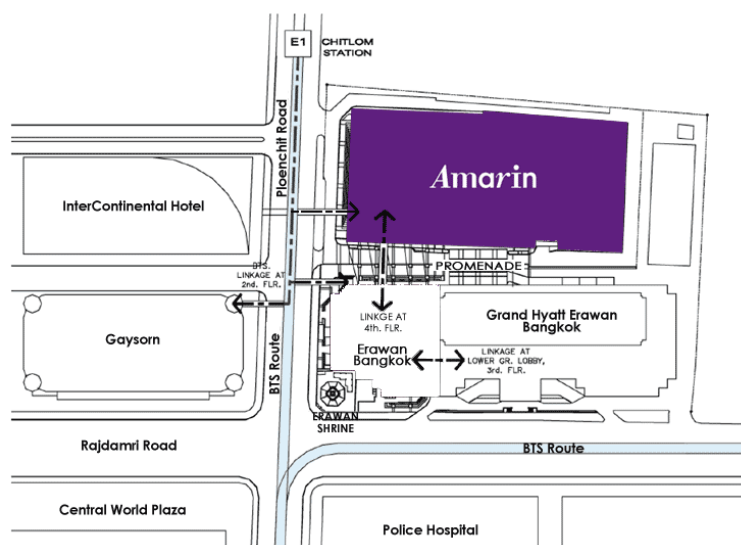 E1
CHITLOM
STATION
Ploenchit Road
Amarin
InterContinental Hotel
BTS.
LINKAGE AT
2nd. FLR.
PROMENADE
LINKGE AT
4th. FLR.
Grand Hyatt Erawan
Bangkok
Gaysorn
BTS Route
Erawan
Bangkok
LINKAGE AT
LOWER GR. LOBBY,
3rd. FLR.
ERAWAN
SHRINE
Rajdamri Road
BTS Route
Central World Plaza
Police Hospital